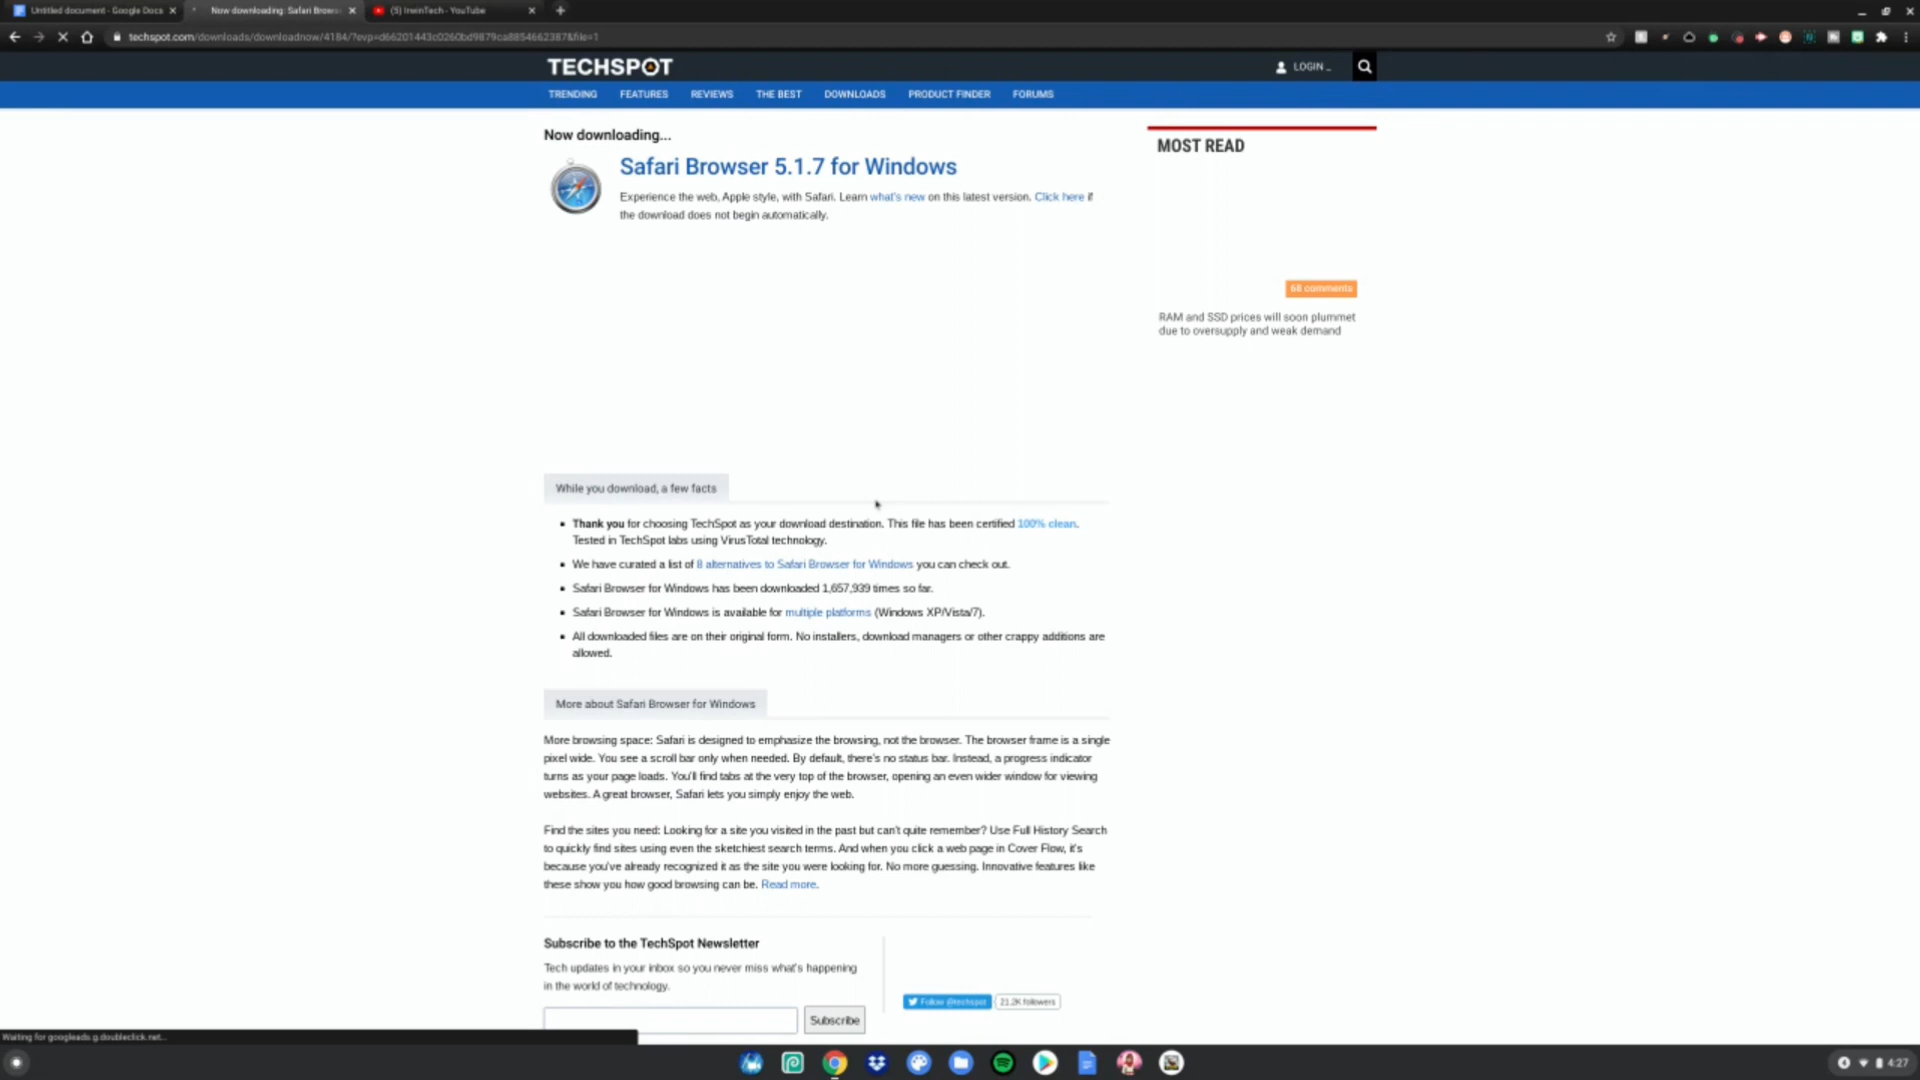 Untitled document - Google Docs
Now downloading: Safari Brows
(5) IrwinTech - YouTube
techspot.com/downloads/downloadnow/4184/?evp=d66201443c0260bd9879ca8854662387&file=1
TECHSPOT
LOGIN
TRENDING FEATURES REVIEWS THE BEST DOWNLOADS PRODUCT FINDER FORUMS
Now downloading...
Safari Browser 5.1.7 for Windows
Experience the web, Apple style, with Safari. Learn what's new on this latest version. Click here if
the download does not begin automatically.
MOST READ
68 comments
RAM and SSD prices will soon plummet
due to oversupply and weak demand
While you download, a few facts
Thank you for choosing TechSpot as your download destination. This file has been certified 100% clean.
Tested in TechSpot labs using VirusTotal technology.
We have curated a list of 8 alternatives to Safari Browser for Windows you can check out.
Safari Browser for Windows has been downloaded 1,657,939 times so far.
Safari Browser for Windows is available for multiple platforms (Windows XP/Vista/7).
All downloaded files are on their original form. No installers, download managers or other crappy additions are
allowed.
More about Safari Browser for Windows
More browsing space: Safari is designed to emphasize the browsing, not the browser. The browser frame is a single
pixel wide. You see a scroll bar only when needed. By default, there's no status bar. Instead, a progress indicator
turns as your page loads. You'll find tabs at the very top of the browser, opening an even wider window for viewing
websites. A great browser, Safari lets you simply enjoy the web.
Find the sites you need: Looking for a site you visited in the past but can't quite remember? Use Full History Search
to quickly find sites using even the sketchiest search terms. And when you click a web page in Cover Flow, it's
because you've already recognized it as the site you were looking for. No more guessing. Innovative features like
these show you how good browsing can be. Read more.
Subscribe to the TechSpot Newsletter
Tech updates in your inbox so you never miss what's happening
in the world of technology.
Subscribe
Follow @techspot
21.2K followers
Waiting for googleads.g.doubleclick.net...
4:27